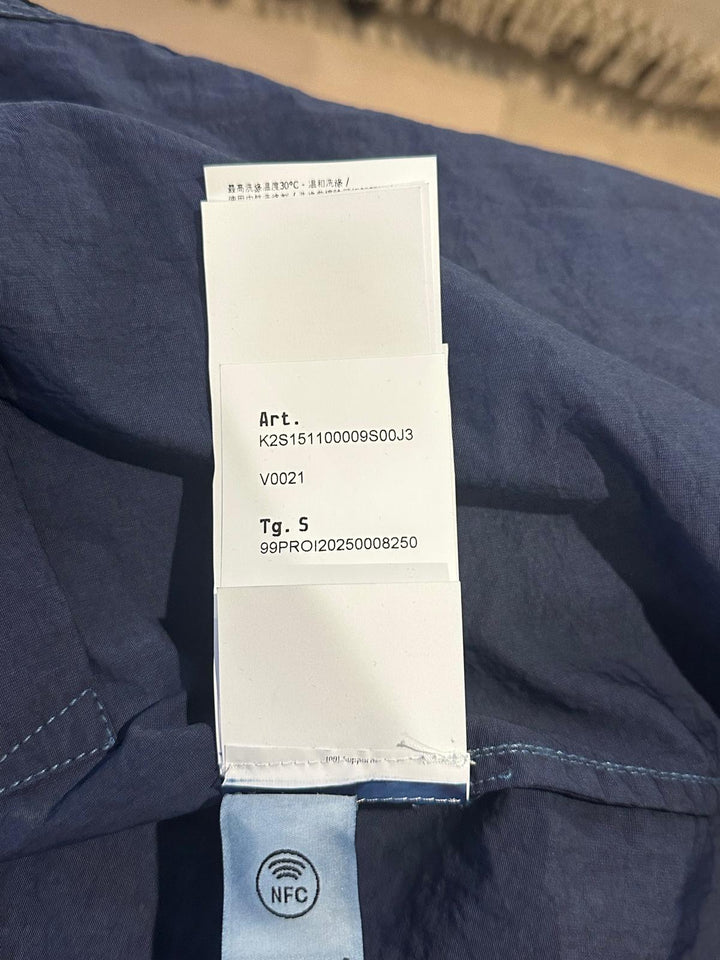 最高洗涤温度30°C - 温和洗涤 /
Art.
K2S151100009S00J3
V0021
Tg. S
99PROI20250008250
NFC